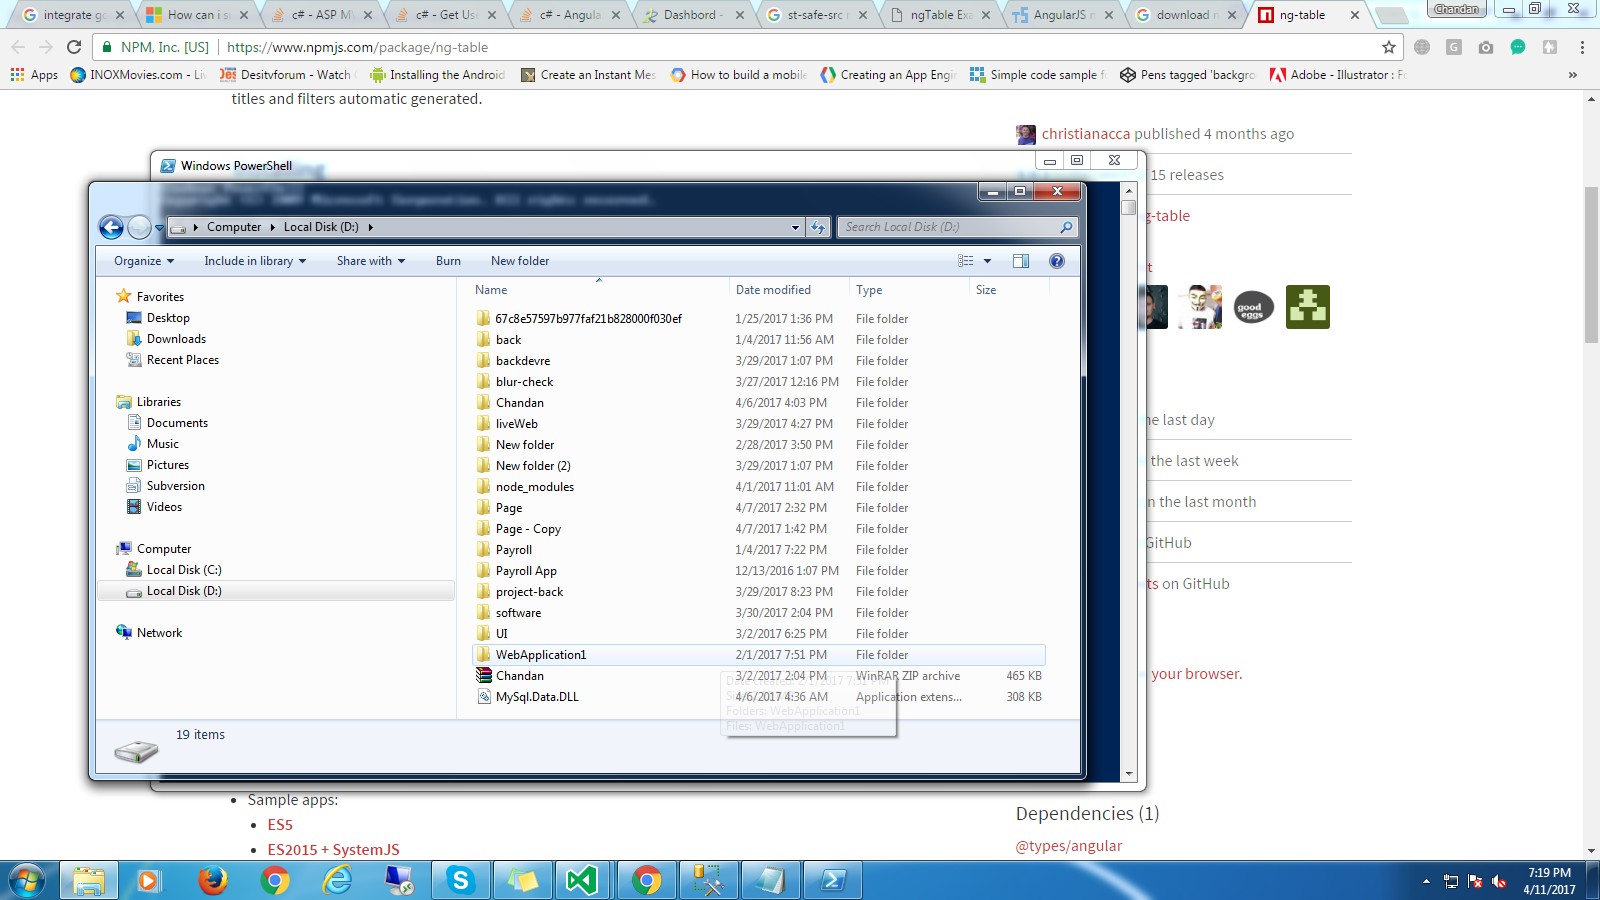 integrate go
How can i s
c# - ASP M
c# - Get Use
c# - Angula
Dashbord -
st-safe-src n
ngTable Exa
AngularJS n
download n
ng-table
Chandan
NPM, Inc. [US]
https://www.npmjs.com/package/ng-table
Apps
INOXMovies.com - Li
Desitvforum - Watch
Installing the Android
Create an Instant Mes
How to build a mobile
Creating an App Engi
Simple code sample f
Pens tagged 'backgro
Adobe - Illustrator : F
»
titles and filters automatic generated.
christianacca published 4 months ago
Windows PowerShell
15 releases
g-table
Computer
Local Disk (D:)
Search Local Disk (D:)
Organize
Include in library
Share with
Burn
New folder
Name
Date modified
Type
Size
Favorites
Desktop
Downloads
Recent Places
Libraries
Documents
Music
Pictures
Subversion
Videos
Computer
Local Disk (C:)
Local Disk (D:)
Network
67c8e57597b977faf21b828000f030ef 1/25/2017 1:36 PM File folder
back 1/4/2017 11:56 AM File folder
backdevre 3/29/2017 1:07 PM File folder
blur-check 3/27/2017 12:16 PM File folder
Chandan 4/6/2017 4:03 PM File folder
liveWeb 3/29/2017 4:27 PM File folder
New folder 2/28/2017 3:50 PM File folder
New folder (2) 3/29/2017 1:07 PM File folder
node_modules 4/1/2017 11:01 AM File folder
Page 4/7/2017 2:32 PM File folder
Page - Copy 4/7/2017 1:42 PM File folder
Payroll 1/4/2017 7:22 PM File folder
Payroll App 12/13/2016 1:07 PM File folder
project-back 3/29/2017 8:23 PM File folder
software 3/30/2017 2:04 PM File folder
UI 3/2/2017 6:25 PM File folder
WebApplication1 2/1/2017 7:51 PM File folder
Chandan 3/2/2017 2:04 PM WinRAR ZIP archive 465 KB
MySql.Data.DLL 4/6/2017 4:36 AM Application extens... 308 KB
Date created: 2/1/2017 7:51 PM
Folders: WebApplication1
Files: WebApplication1
19 items
good
eggs
he last day
the last week
n the last month
GitHub
ts on GitHub
your browser.
Sample apps:
ES5
ES2015 + SystemJS
Dependencies (1)
@types/angular
7:19 PM
4/11/2017